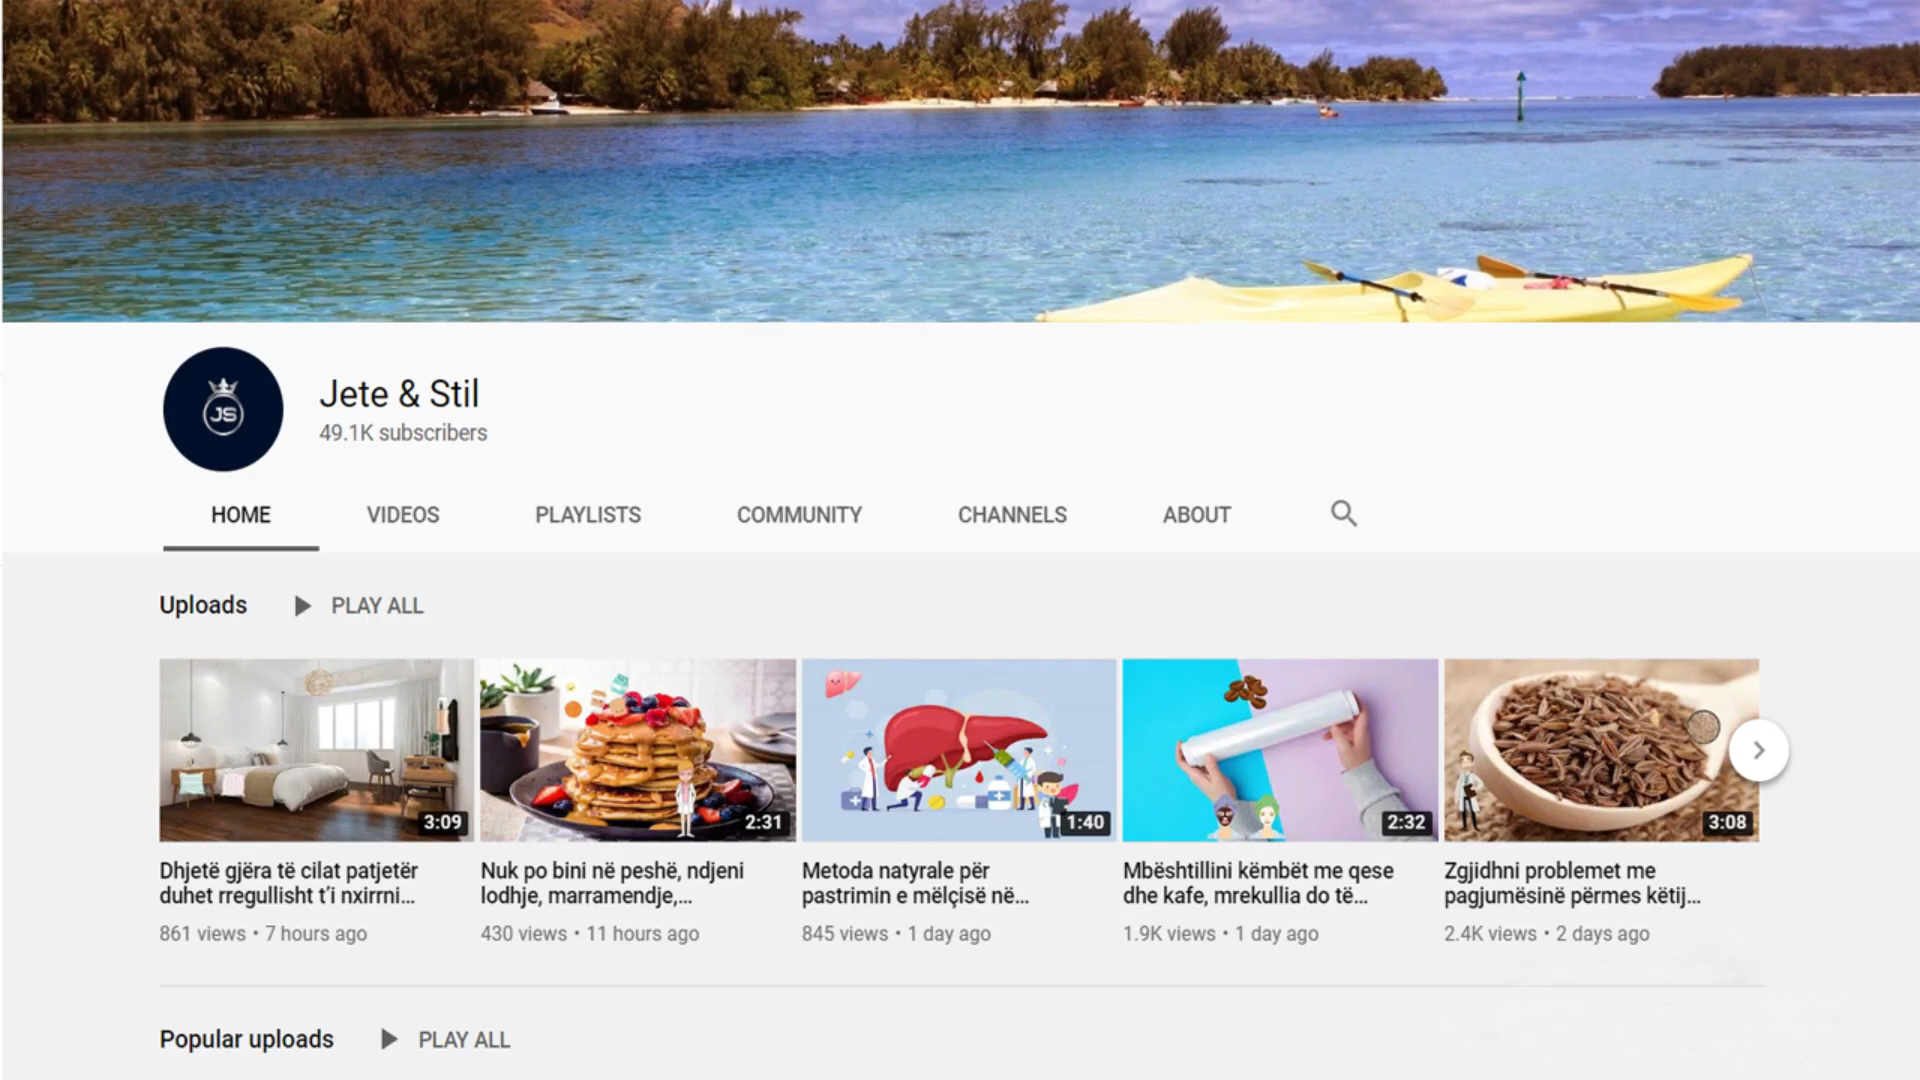 JS
Jete & Stil
49.1K subscribers
HOME VIDEOS PLAYLISTS COMMUNITY CHANNELS ABOUT
Uploads PLAY ALL
3:09 2:31 1:40 2:32 3:08
Dhjetë gjëra të cilat patjetër
duhet rregullisht t'i nxirrni...
861 views • 7 hours ago
Nuk po bini në peshë, ndjeni
lodhje, marramendje,...
430 views • 11 hours ago
Metoda natyrale për
pastrimin e mëlçisë në...
845 views • 1 day ago
Mbështillini këmbët me qese
dhe kafe, mrekullia do të...
1.9K views • 1 day ago
Zgjidhni problemet me
pagjumësinë përmes këtij...
2.4K views • 2 days ago
Popular uploads PLAY ALL